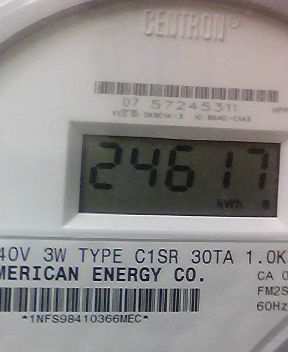 CENTRON
07 57245311
24617
kWh
40V 3W TYPE C1SR 30TA 1.0K
MERICAN ENERGY CO.
CA 0
FM2S
60Hz
*1NFS98410366MEC*